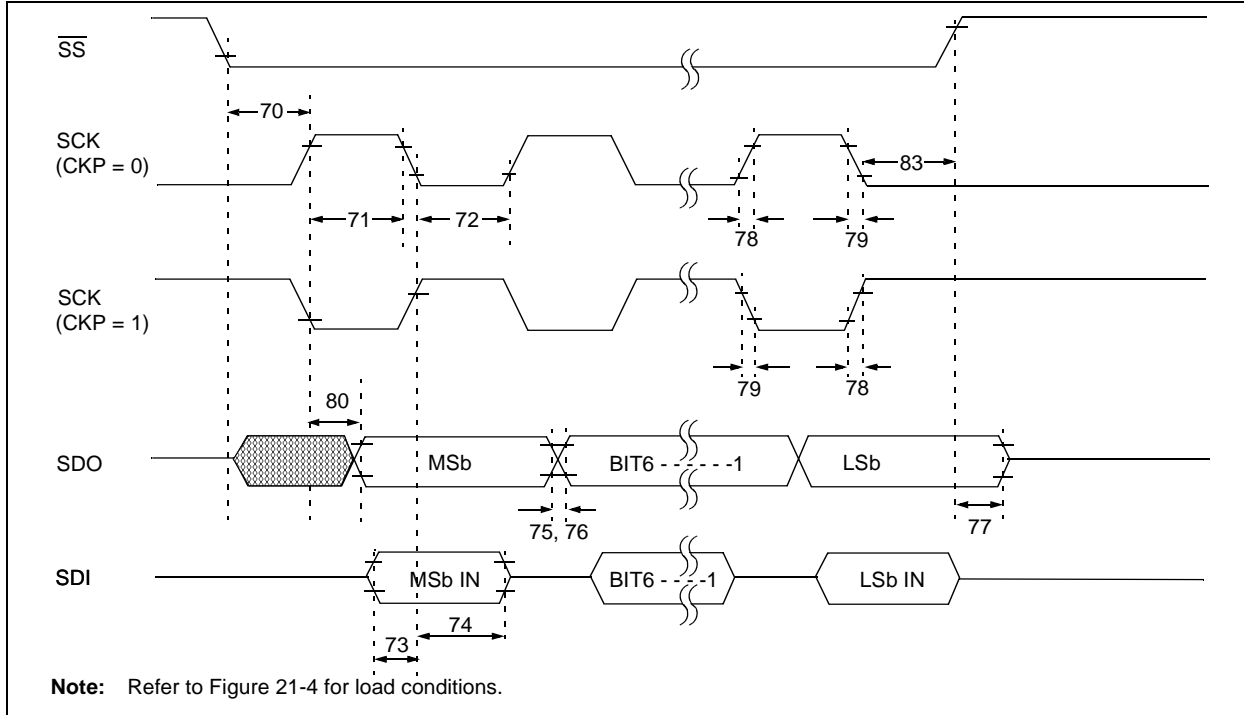 SS
70
SCK
(CKP = 0)
83
71
72
78
79
SCK
(CKP = 1)
79
78
80
SDO
MSb
BIT6 - - - - - -1
LSb
75, 76
77
SDI
MSb IN
BIT6 - - - -1
LSb IN
74
73
Note: Refer to Figure 21-4 for load conditions.